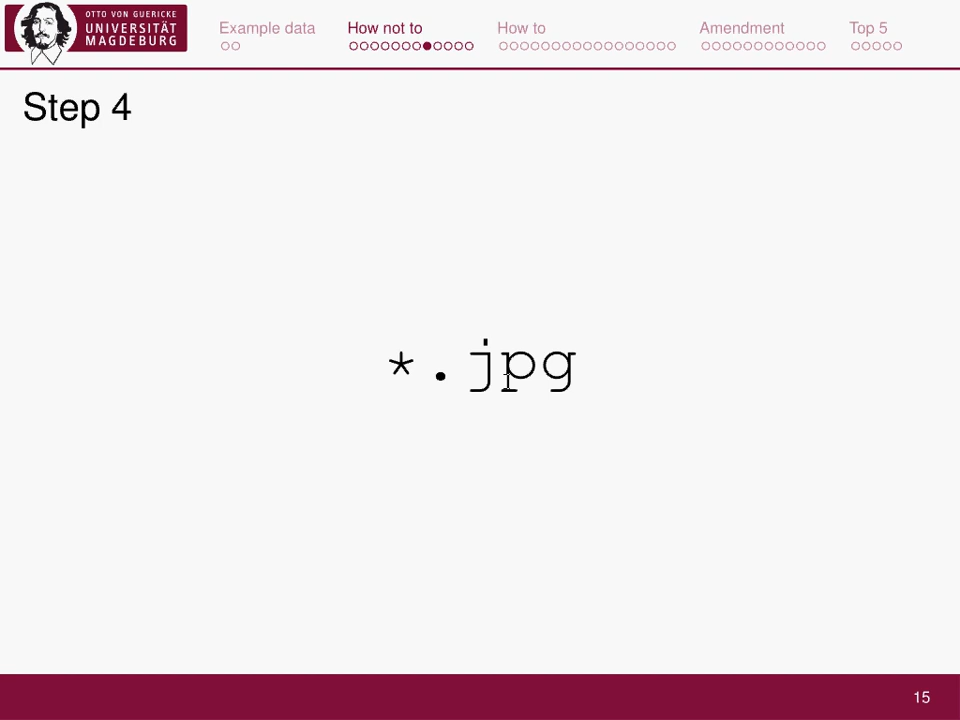 OTTO VON GUERICKE
UNIVERSITÄT
MAGDEBURG
Example data
How not to
How to
Amendment
Top 5
Step 4
*.jpg
15